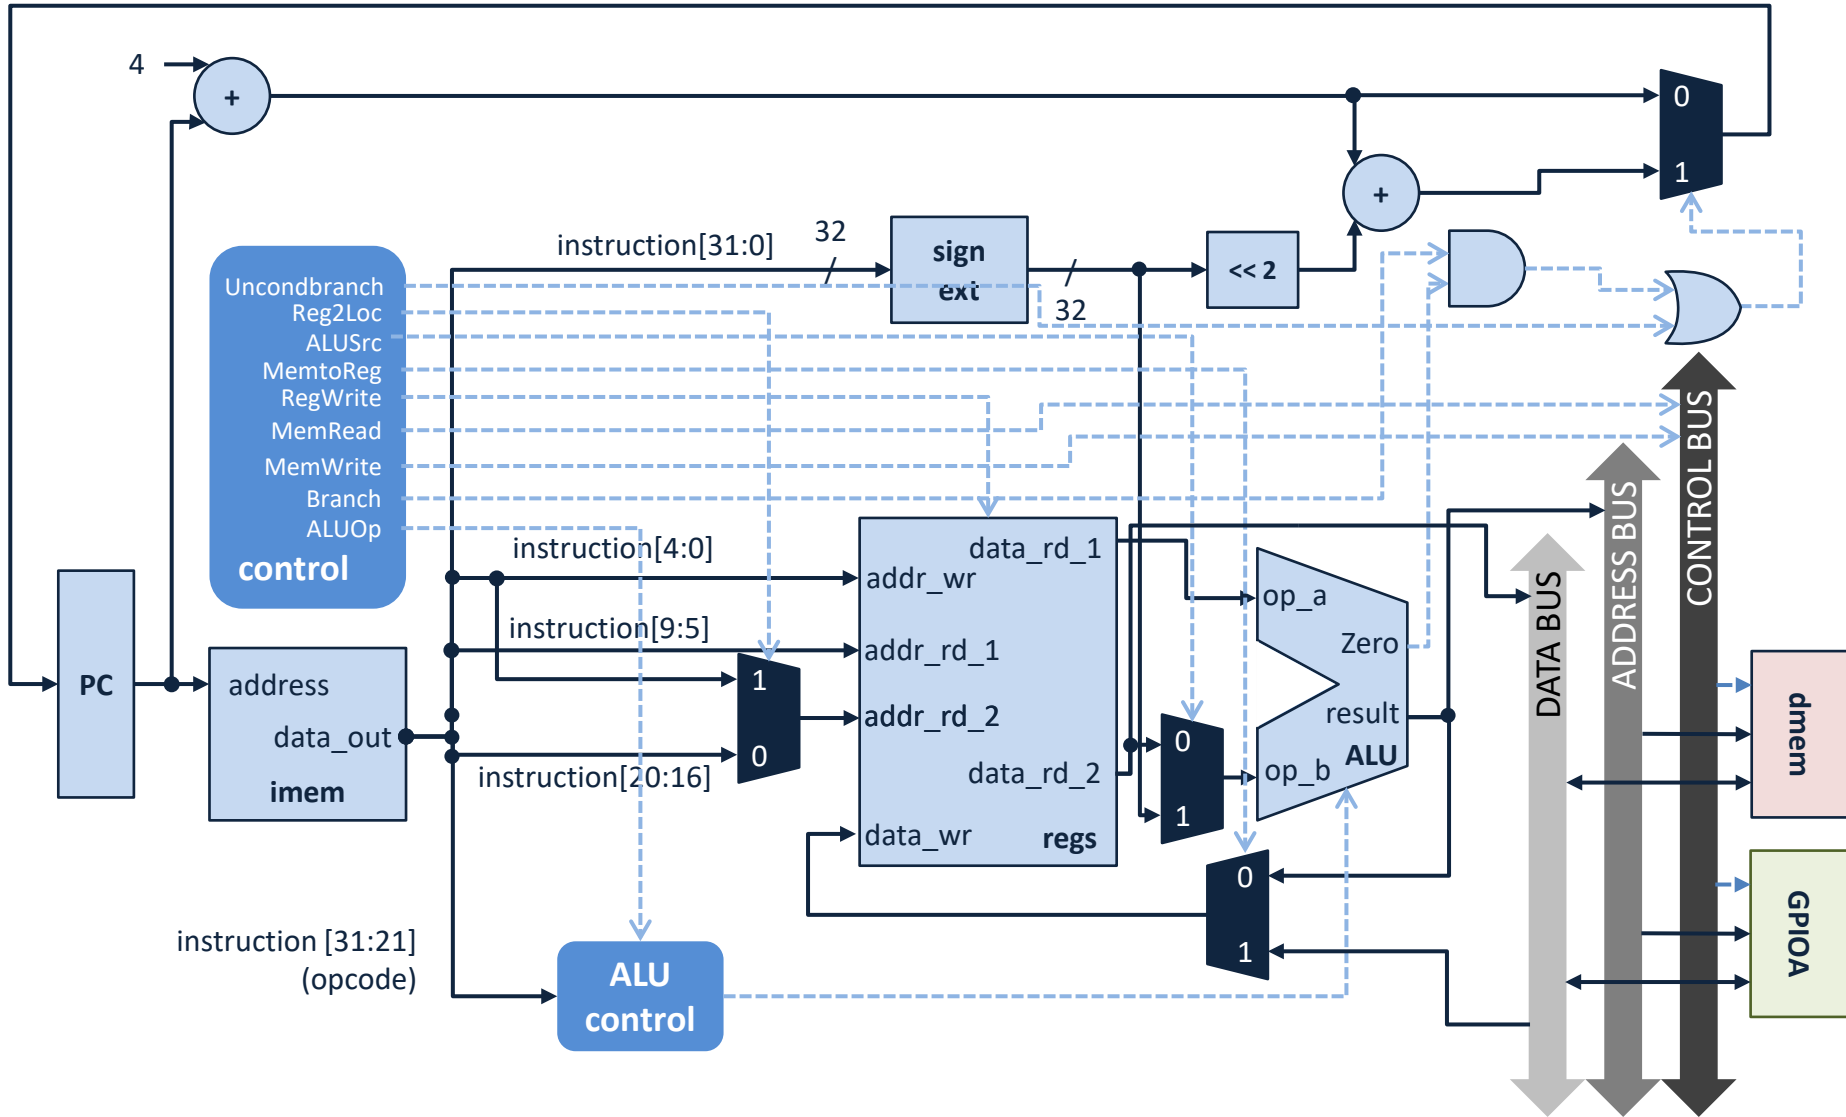 4
+
0
1
+
instruction[31:0]
32
sign
ext
32
<< 2
Uncondbranch
Reg2Loc
ALUSrc
MemtoReg
RegWrite
MemRead
MemWrite
Branch
ALUOp
control
CONTROL BUS
ADDRESS BUS
DATA BUS
instruction[4:0]
instruction[9:5]
instruction[20:16]
1
0
data_rd_1
addr_wr
addr_rd_1
addr_rd_2
data_rd_2
data_wr
regs
op_a
Zero
result
ALU
op_b
0
1
0
1
PC
address
data_out
imem
dmem
GPIOA
instruction [31:21]
(opcode)
ALU
control